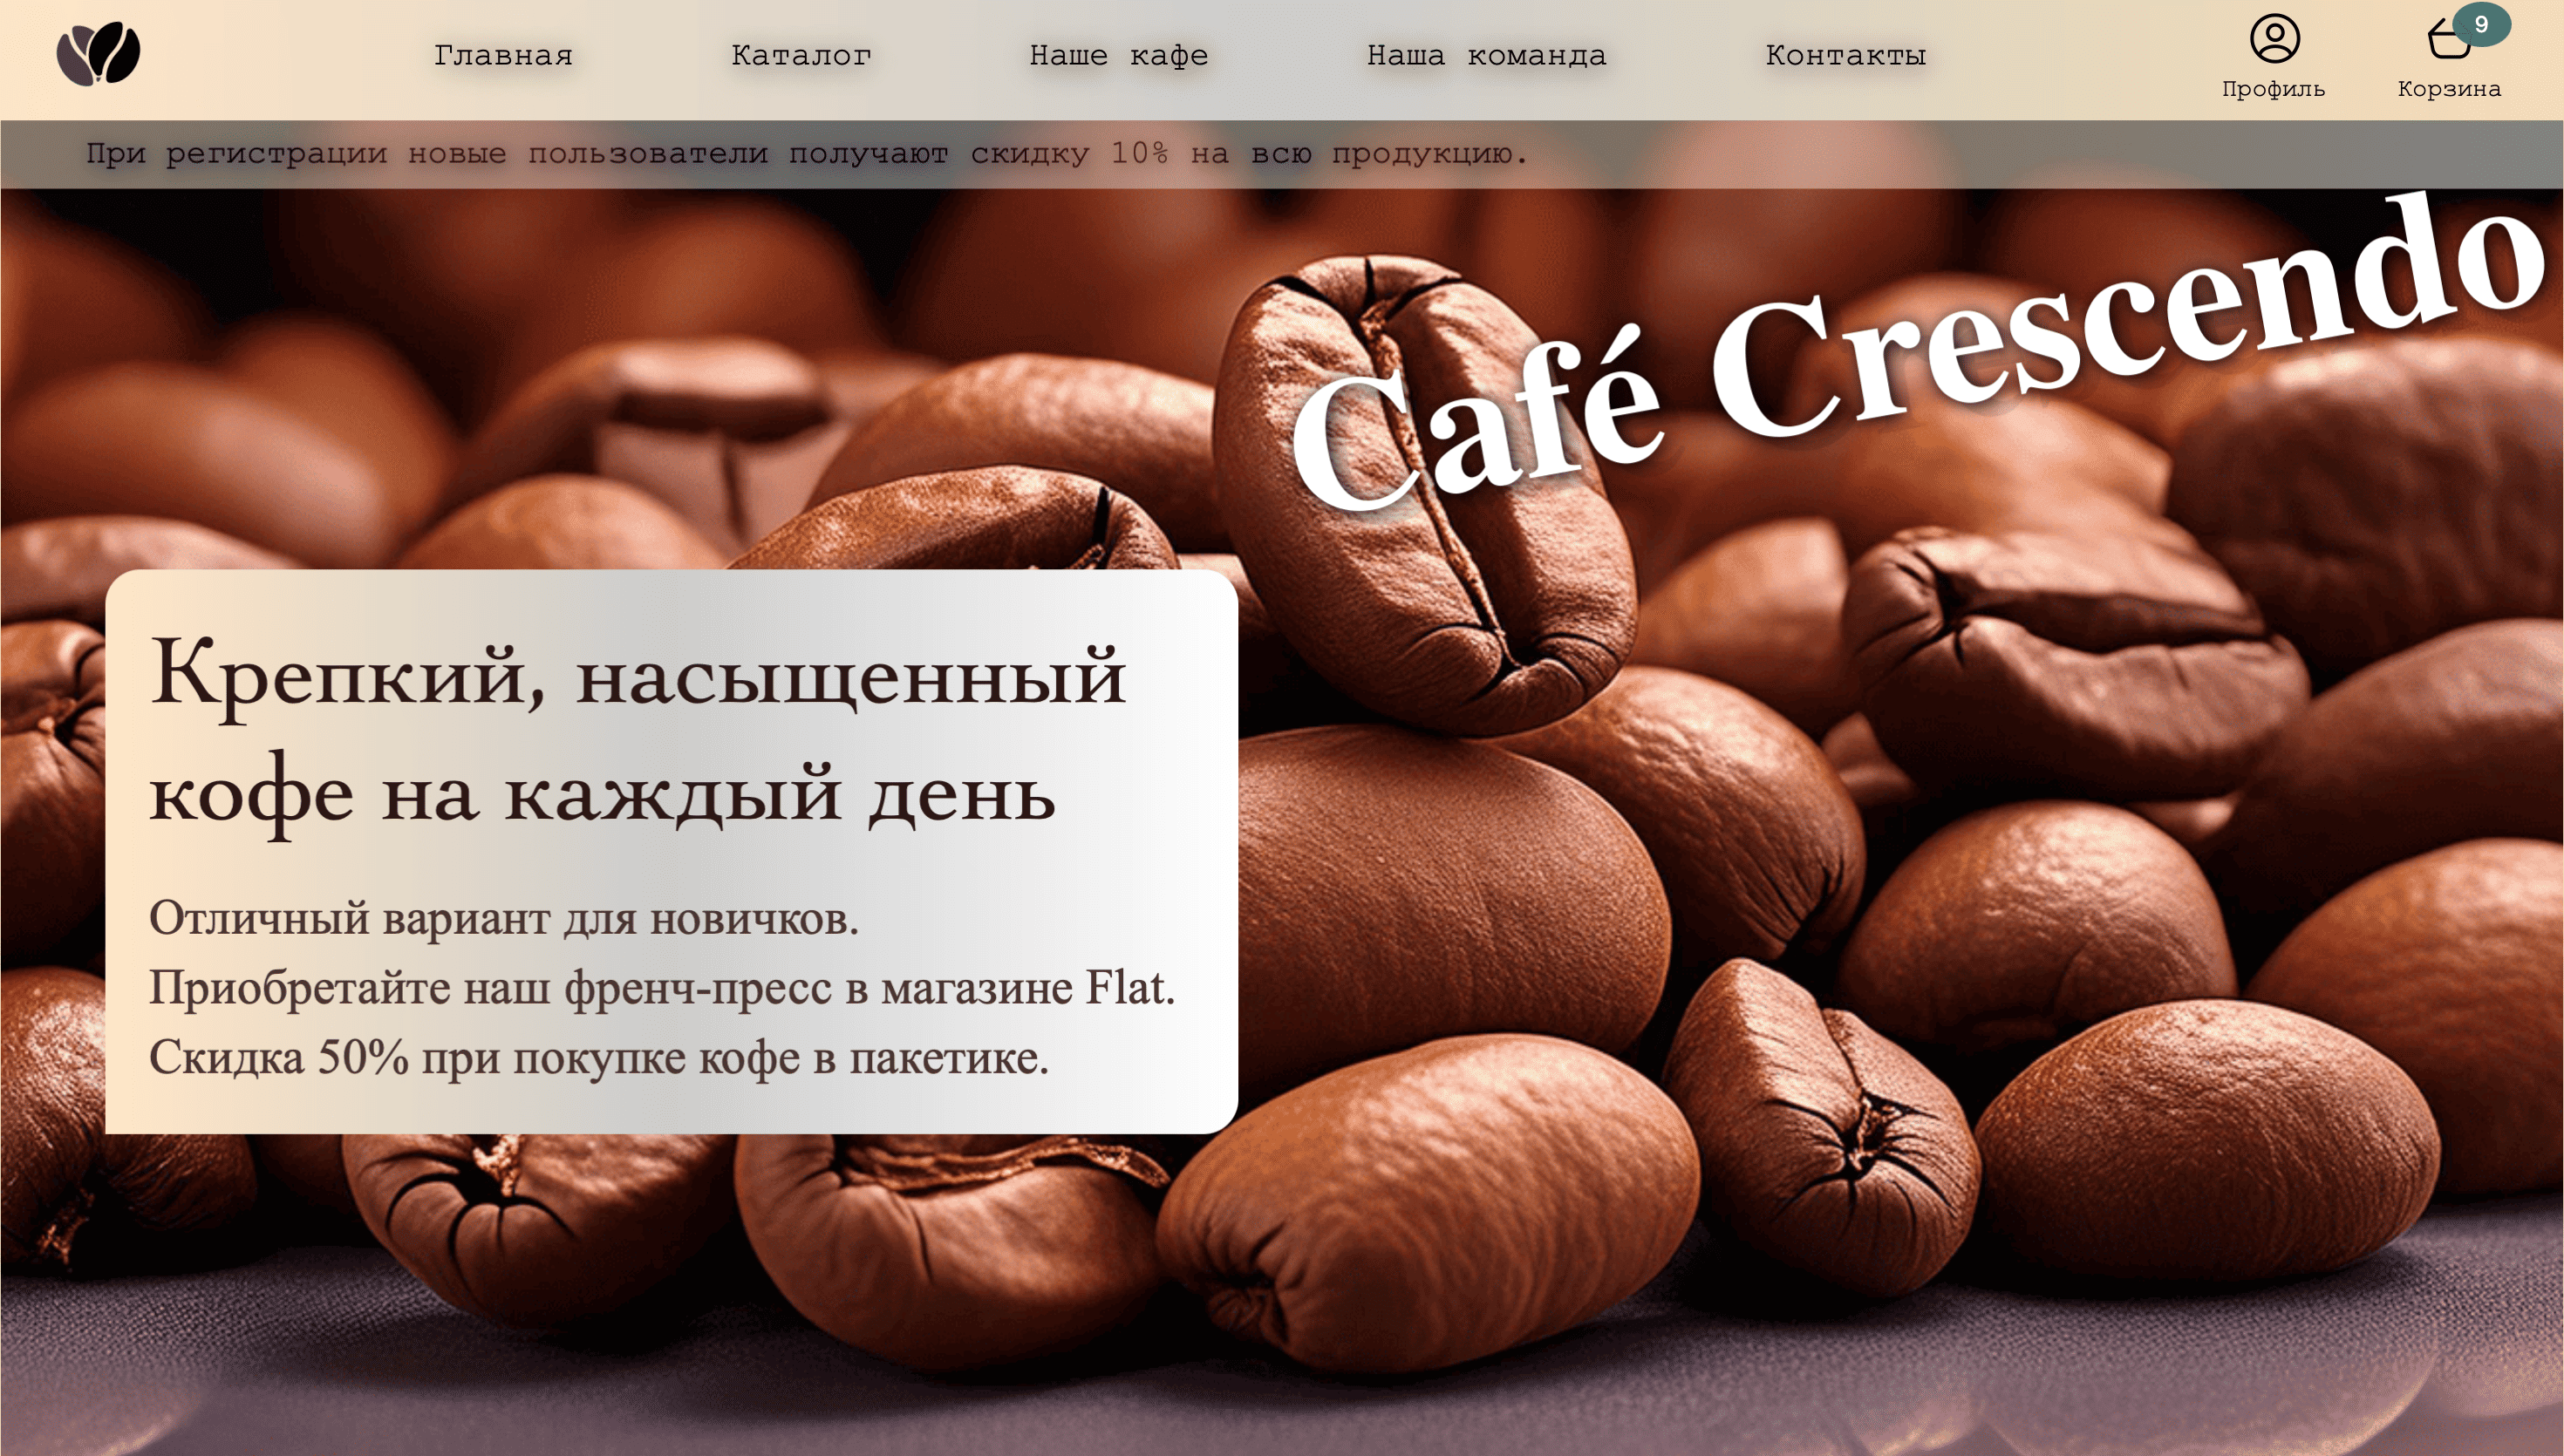 Главная Каталог Наше кафе Наша команда Контакты
9
Профиль Корзина
При регистрации новые пользователи получают скидку 10% на всю продукцию.
Café Crescendo
Крепкий, насыщенный
кофе на каждый день
Отличный вариант для новичков.
Приобретайте наш френч-пресс в магазине Flat.
Скидка 50% при покупке кофе в пакетике.